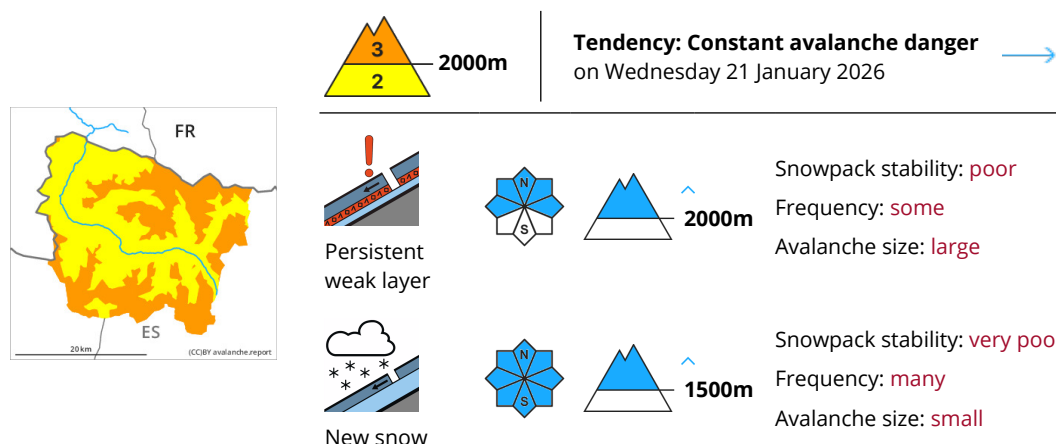 3
2
2000m
Tendency: Constant avalanche danger
on Wednesday 21 January 2026
FR
ES
20 km
(CC)BY avalanche.report
Persistent
weak layer
N
S
2000m
Snowpack stability: poor
Frequency: some
Avalanche size: large
New snow
N
S
1500m
Snowpack stability: very poo
Frequency: many
Avalanche size: small